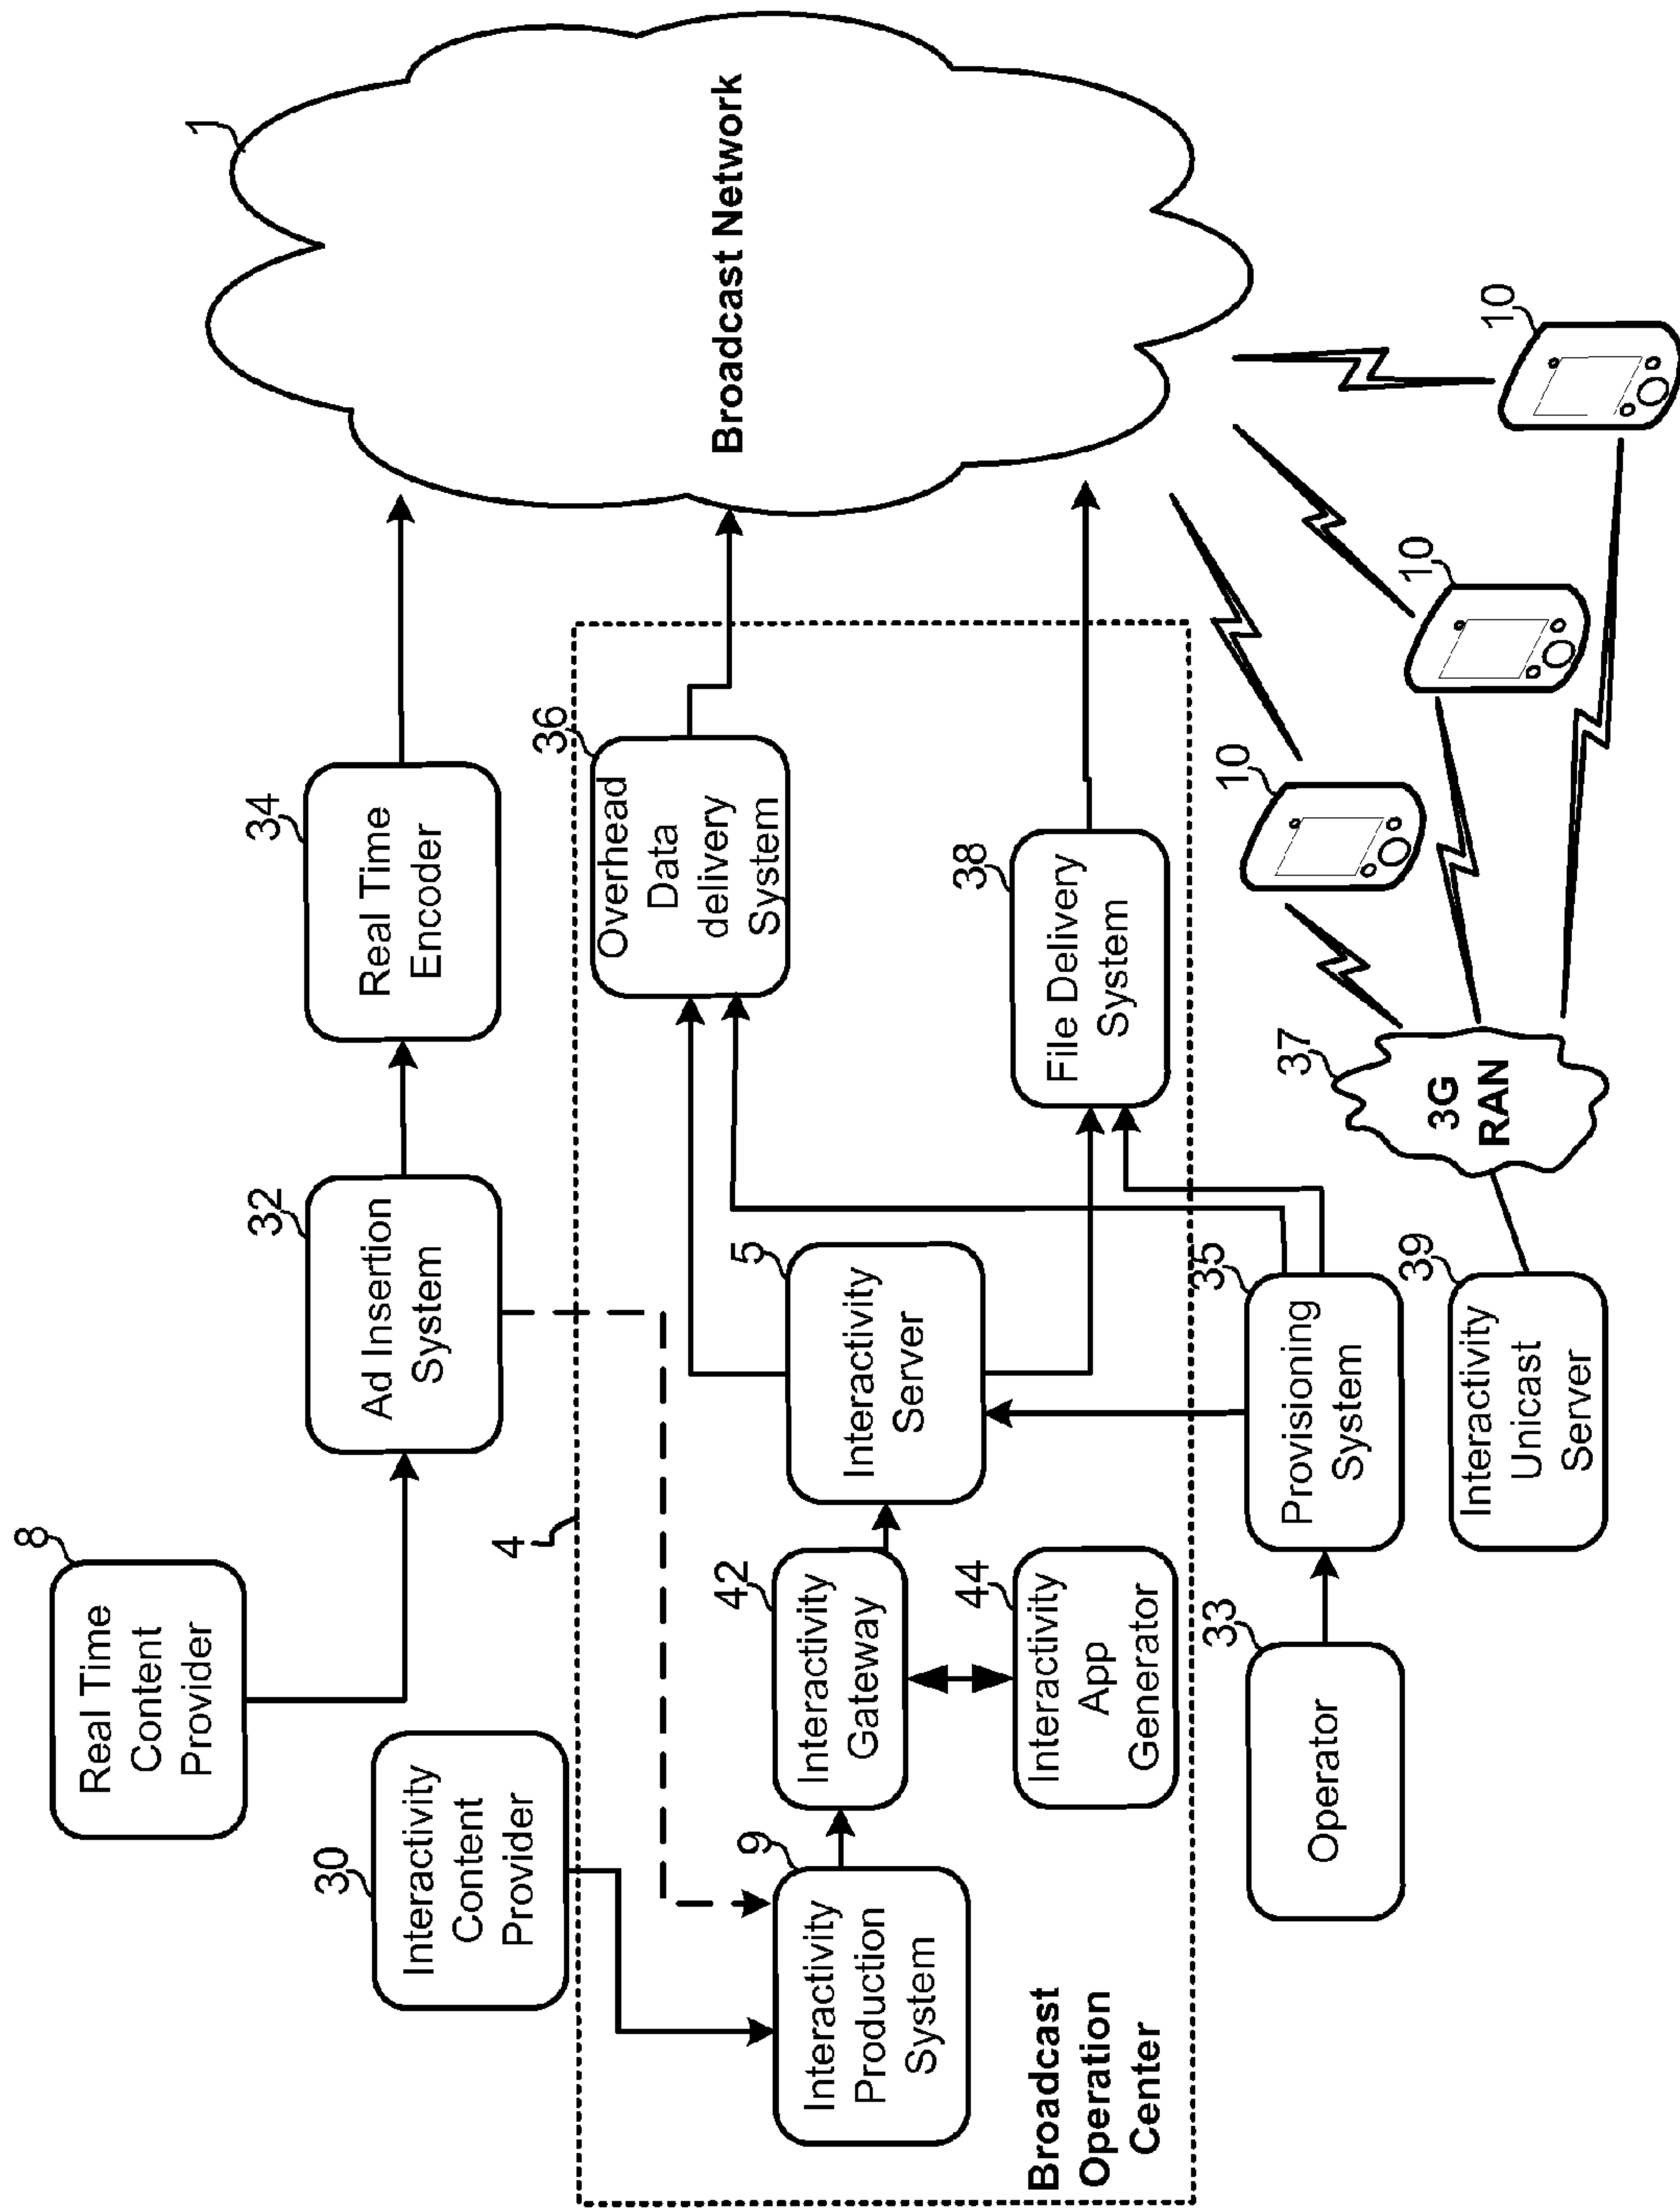 8
Real Time
Content
Provider
30
Interactivity
Content
Provider
32
Ad Insertion
System
34
Real Time
Encoder
1
Broadcast Network
4
9
Interactivity
Production
System
42
Interactivity
Gateway
44
Interactivity
App
Generator
5
Interactivity
Server
36
Overhead
Data
delivery
System
38
File Delivery
System
Broadcast
Operation
Center
33
Operator
35
Provisioning
System
39
Interactivity
Unicast
Server
37
3G
RAN
10
10
10